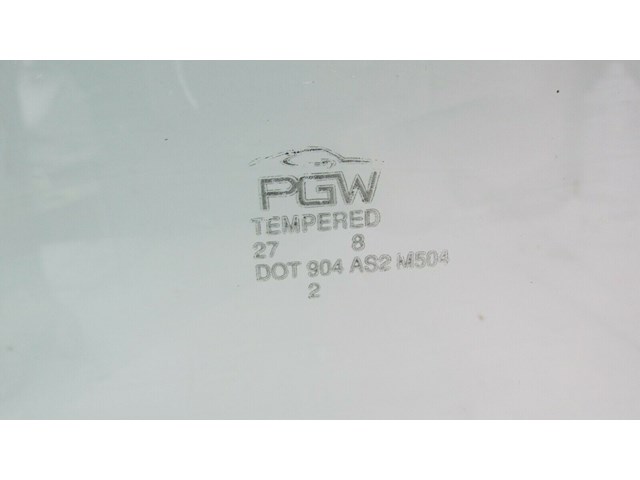 PGW
TEMPERED
27 8
DOT 904 AS2 M504
2